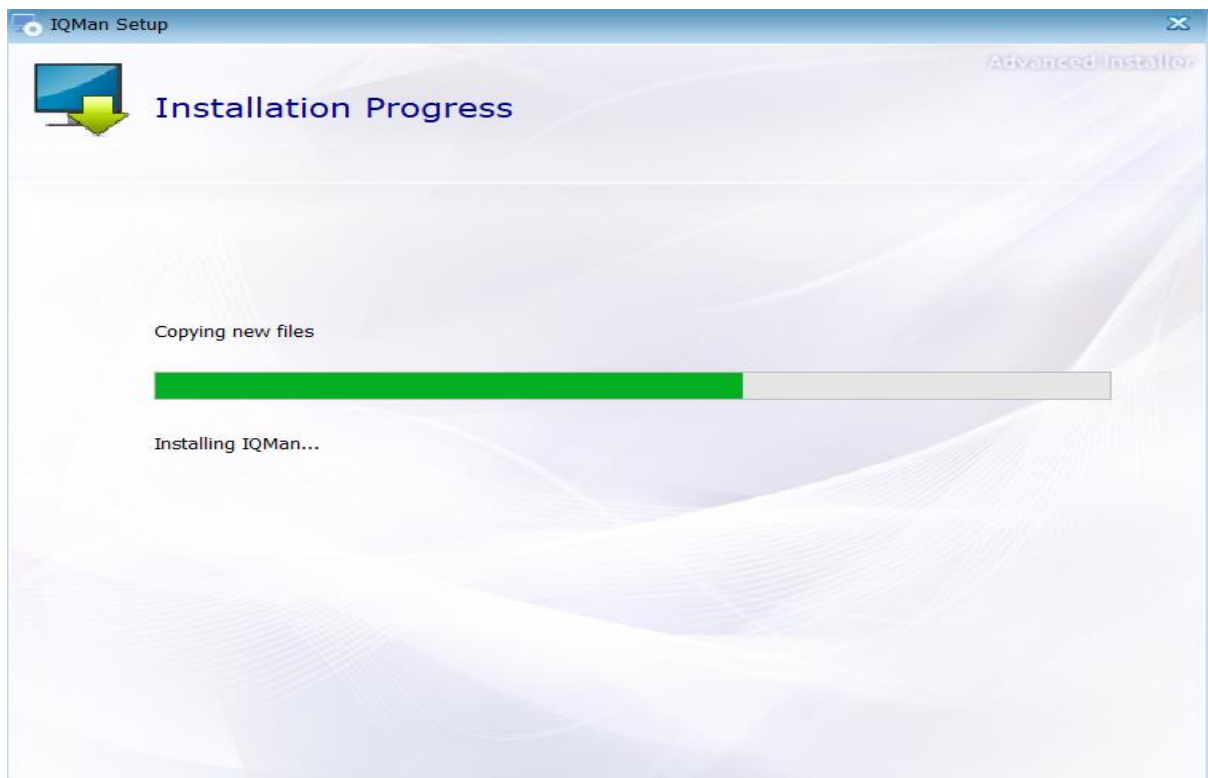 IQMan Setup
Advanced Installer
Installation Progress
Copying new files
Installing IQMan...